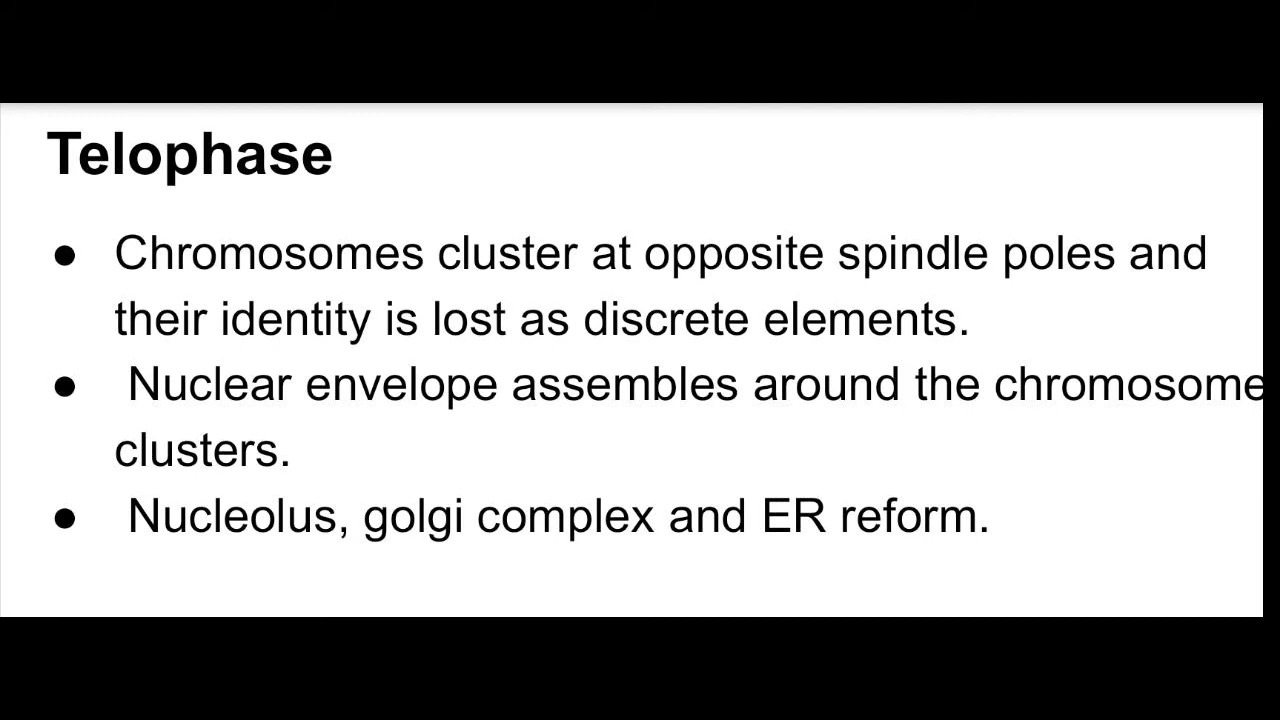 Telophase
● Chromosomes cluster at opposite spindle poles and
their identity is lost as discrete elements.
● Nuclear envelope assembles around the chromosome
clusters.
● Nucleolus, golgi complex and ER reform.